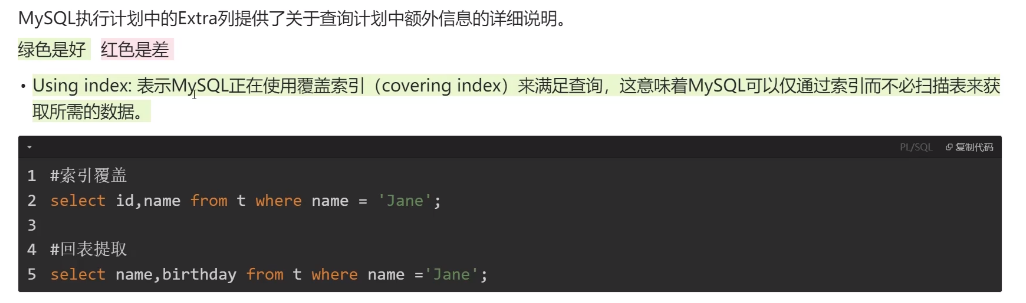 MySQL执行计划中的Extra列提供了关于查询计划中额外信息的详细说明。
绿色是好 红色是差
• Using index: 表示MySQL正在使用覆盖索引（covering index）来满足查询，这意味着MySQL可以仅通过索引而不必扫描表来获
取所需的数据。
PL/SQL 复制代码
1 #索引覆盖
2 select id,name from t where name = 'Jane';
3
4 #回表提取
5 select name,birthday from t where name ='Jane';